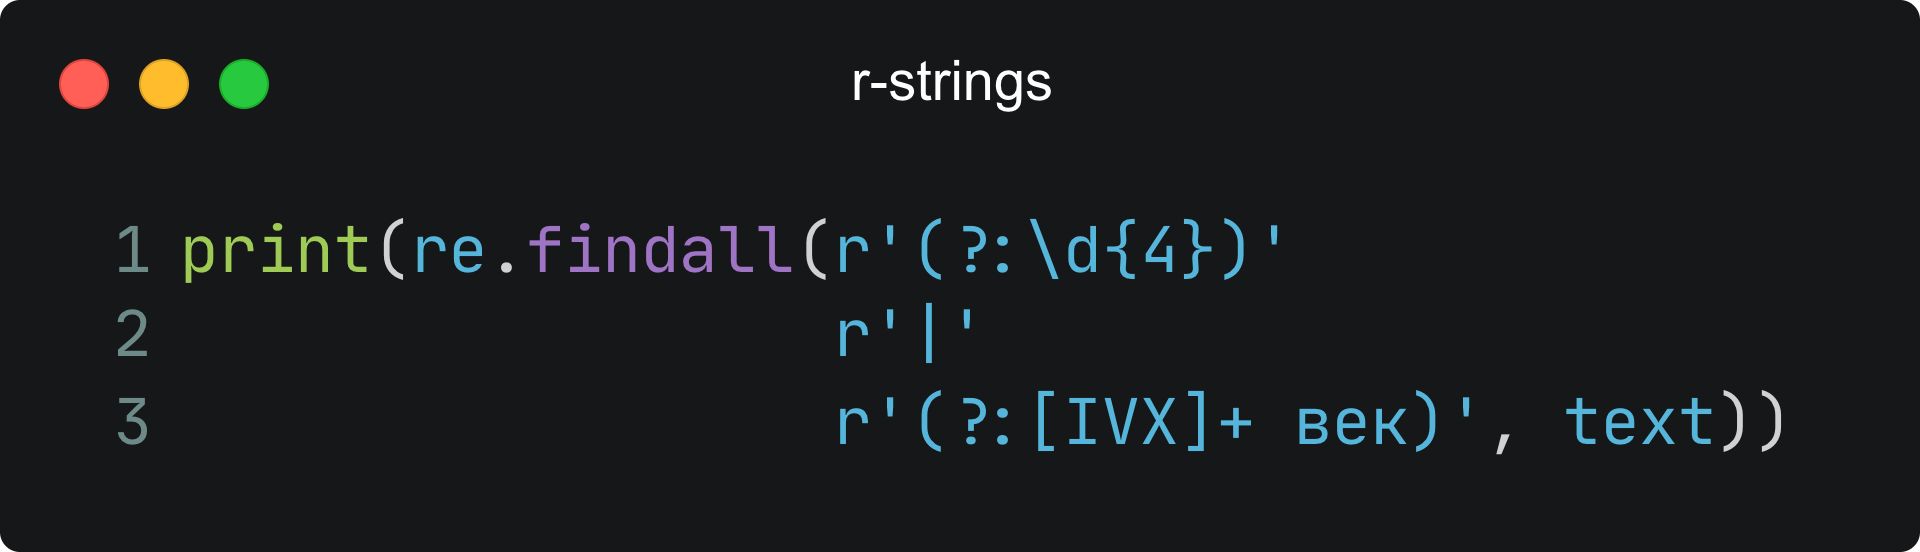 r-strings
1 print(re.findall(r'(?:\d{4})'
2 r'|'
3 r'(?:[IVX]+ век)', text))